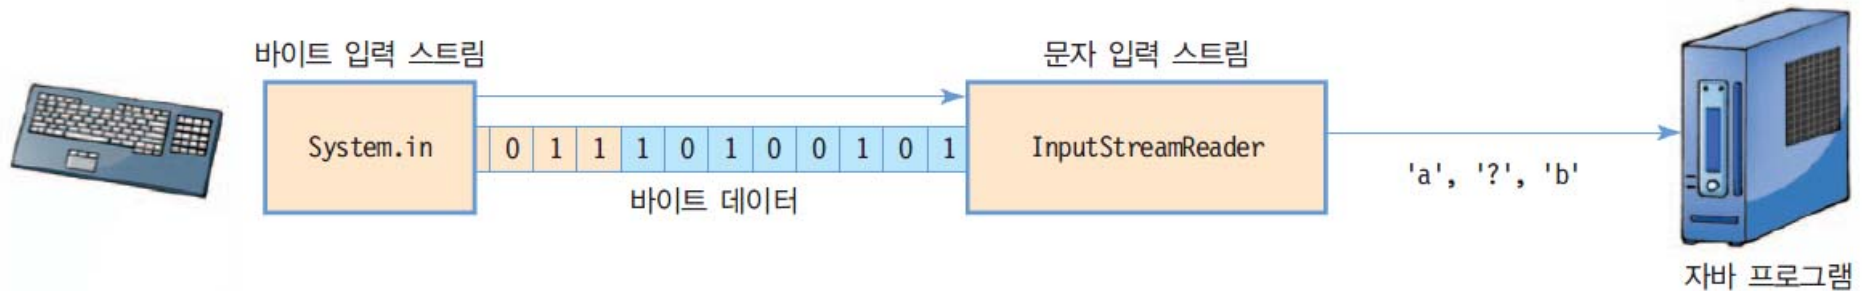 바이트 입력 스트림
문자 입력 스트림
System.in
0 1 1 1 0 1 0 0 1 0 1
InputStreamReader
'a', '?', 'b'
바이트 데이터
자바 프로그램